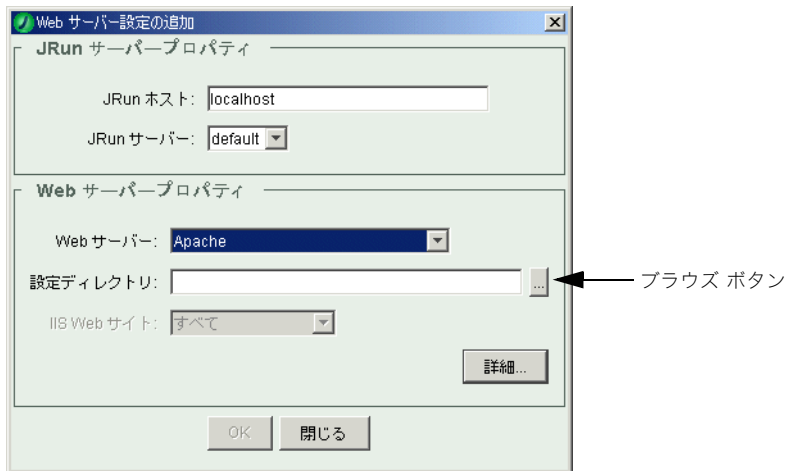 Web サーバー設定の追加
JRun サーバープロパティ
JRun ホスト: localhost
JRun サーバー: default
Web サーバープロパティ
Web サーバー: Apache
設定ディレクトリ: ... ブラウズ ボタン
IIS Web サイト: すべて
詳細...
OK 閉じる